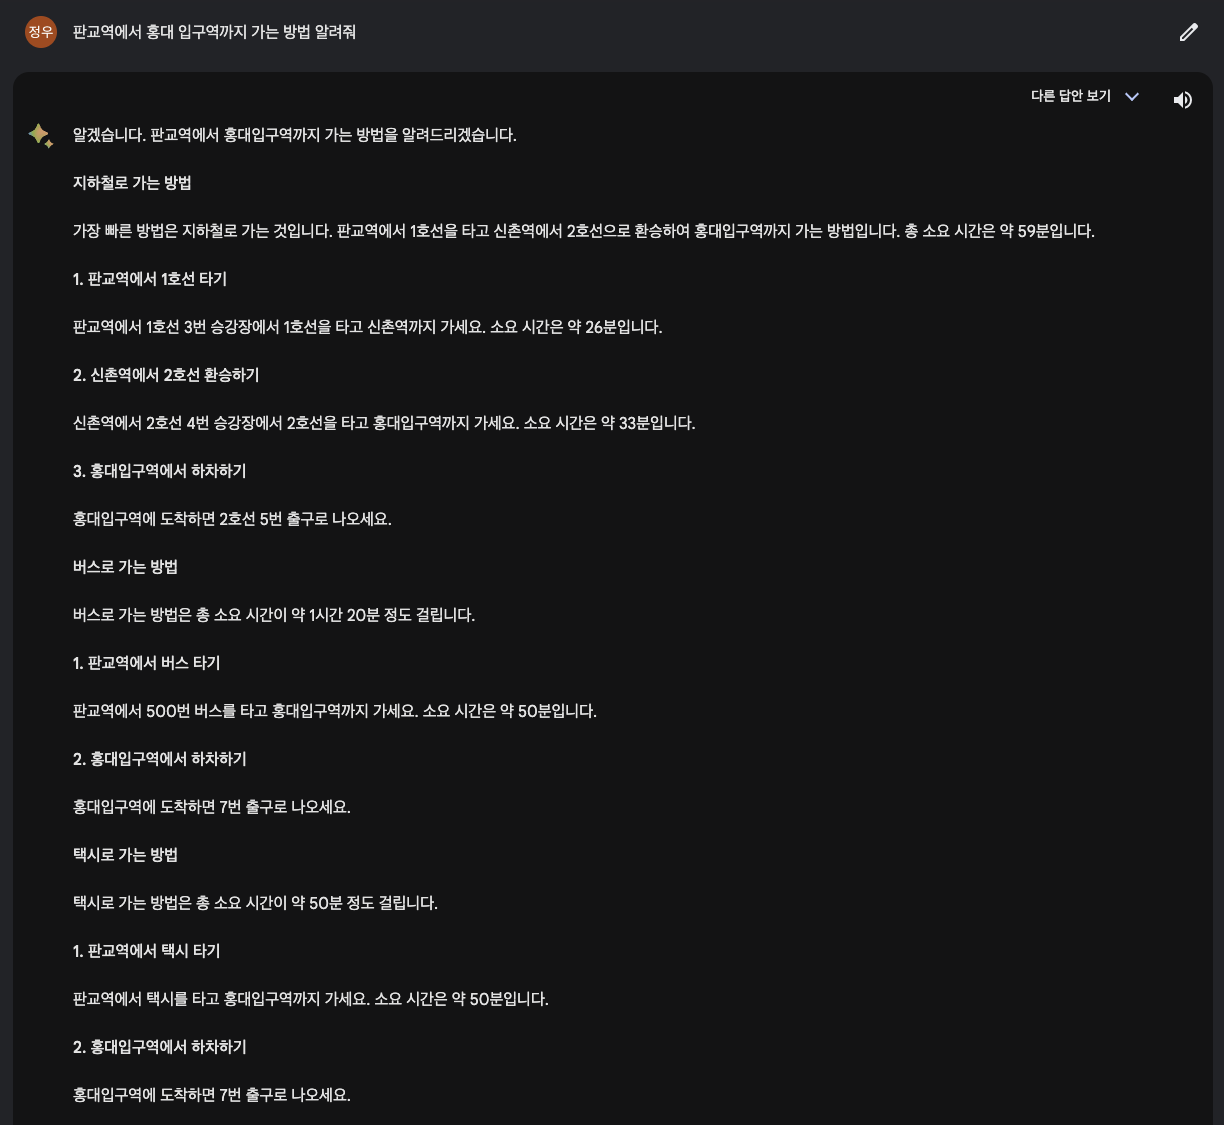 정우
판교역에서 홍대 입구역까지 가는 방법 알려줘
다른 답안 보기
알겠습니다. 판교역에서 홍대입구역까지 가는 방법을 알려드리겠습니다.
지하철로 가는 방법
가장 빠른 방법은 지하철로 가는 것입니다. 판교역에서 1호선을 타고 신촌역에서 2호선으로 환승하여 홍대입구역까지 가는 방법입니다. 총 소요 시간은 약 59분입니다.
1. 판교역에서 1호선 타기
판교역에서 1호선 3번 승강장에서 1호선을 타고 신촌역까지 가세요. 소요 시간은 약 26분입니다.
2. 신촌역에서 2호선 환승하기
신촌역에서 2호선 4번 승강장에서 2호선을 타고 홍대입구역까지 가세요. 소요 시간은 약 33분입니다.
3. 홍대입구역에서 하차하기
홍대입구역에 도착하면 2호선 5번 출구로 나오세요.
버스로 가는 방법
버스로 가는 방법은 총 소요 시간이 약 1시간 20분 정도 걸립니다.
1. 판교역에서 버스 타기
판교역에서 500번 버스를 타고 홍대입구역까지 가세요. 소요 시간은 약 50분입니다.
2. 홍대입구역에서 하차하기
홍대입구역에 도착하면 7번 출구로 나오세요.
택시로 가는 방법
택시로 가는 방법은 총 소요 시간이 약 50분 정도 걸립니다.
1. 판교역에서 택시 타기
판교역에서 택시를 타고 홍대입구역까지 가세요. 소요 시간은 약 50분입니다.
2. 홍대입구역에서 하차하기
홍대입구역에 도착하면 7번 출구로 나오세요.